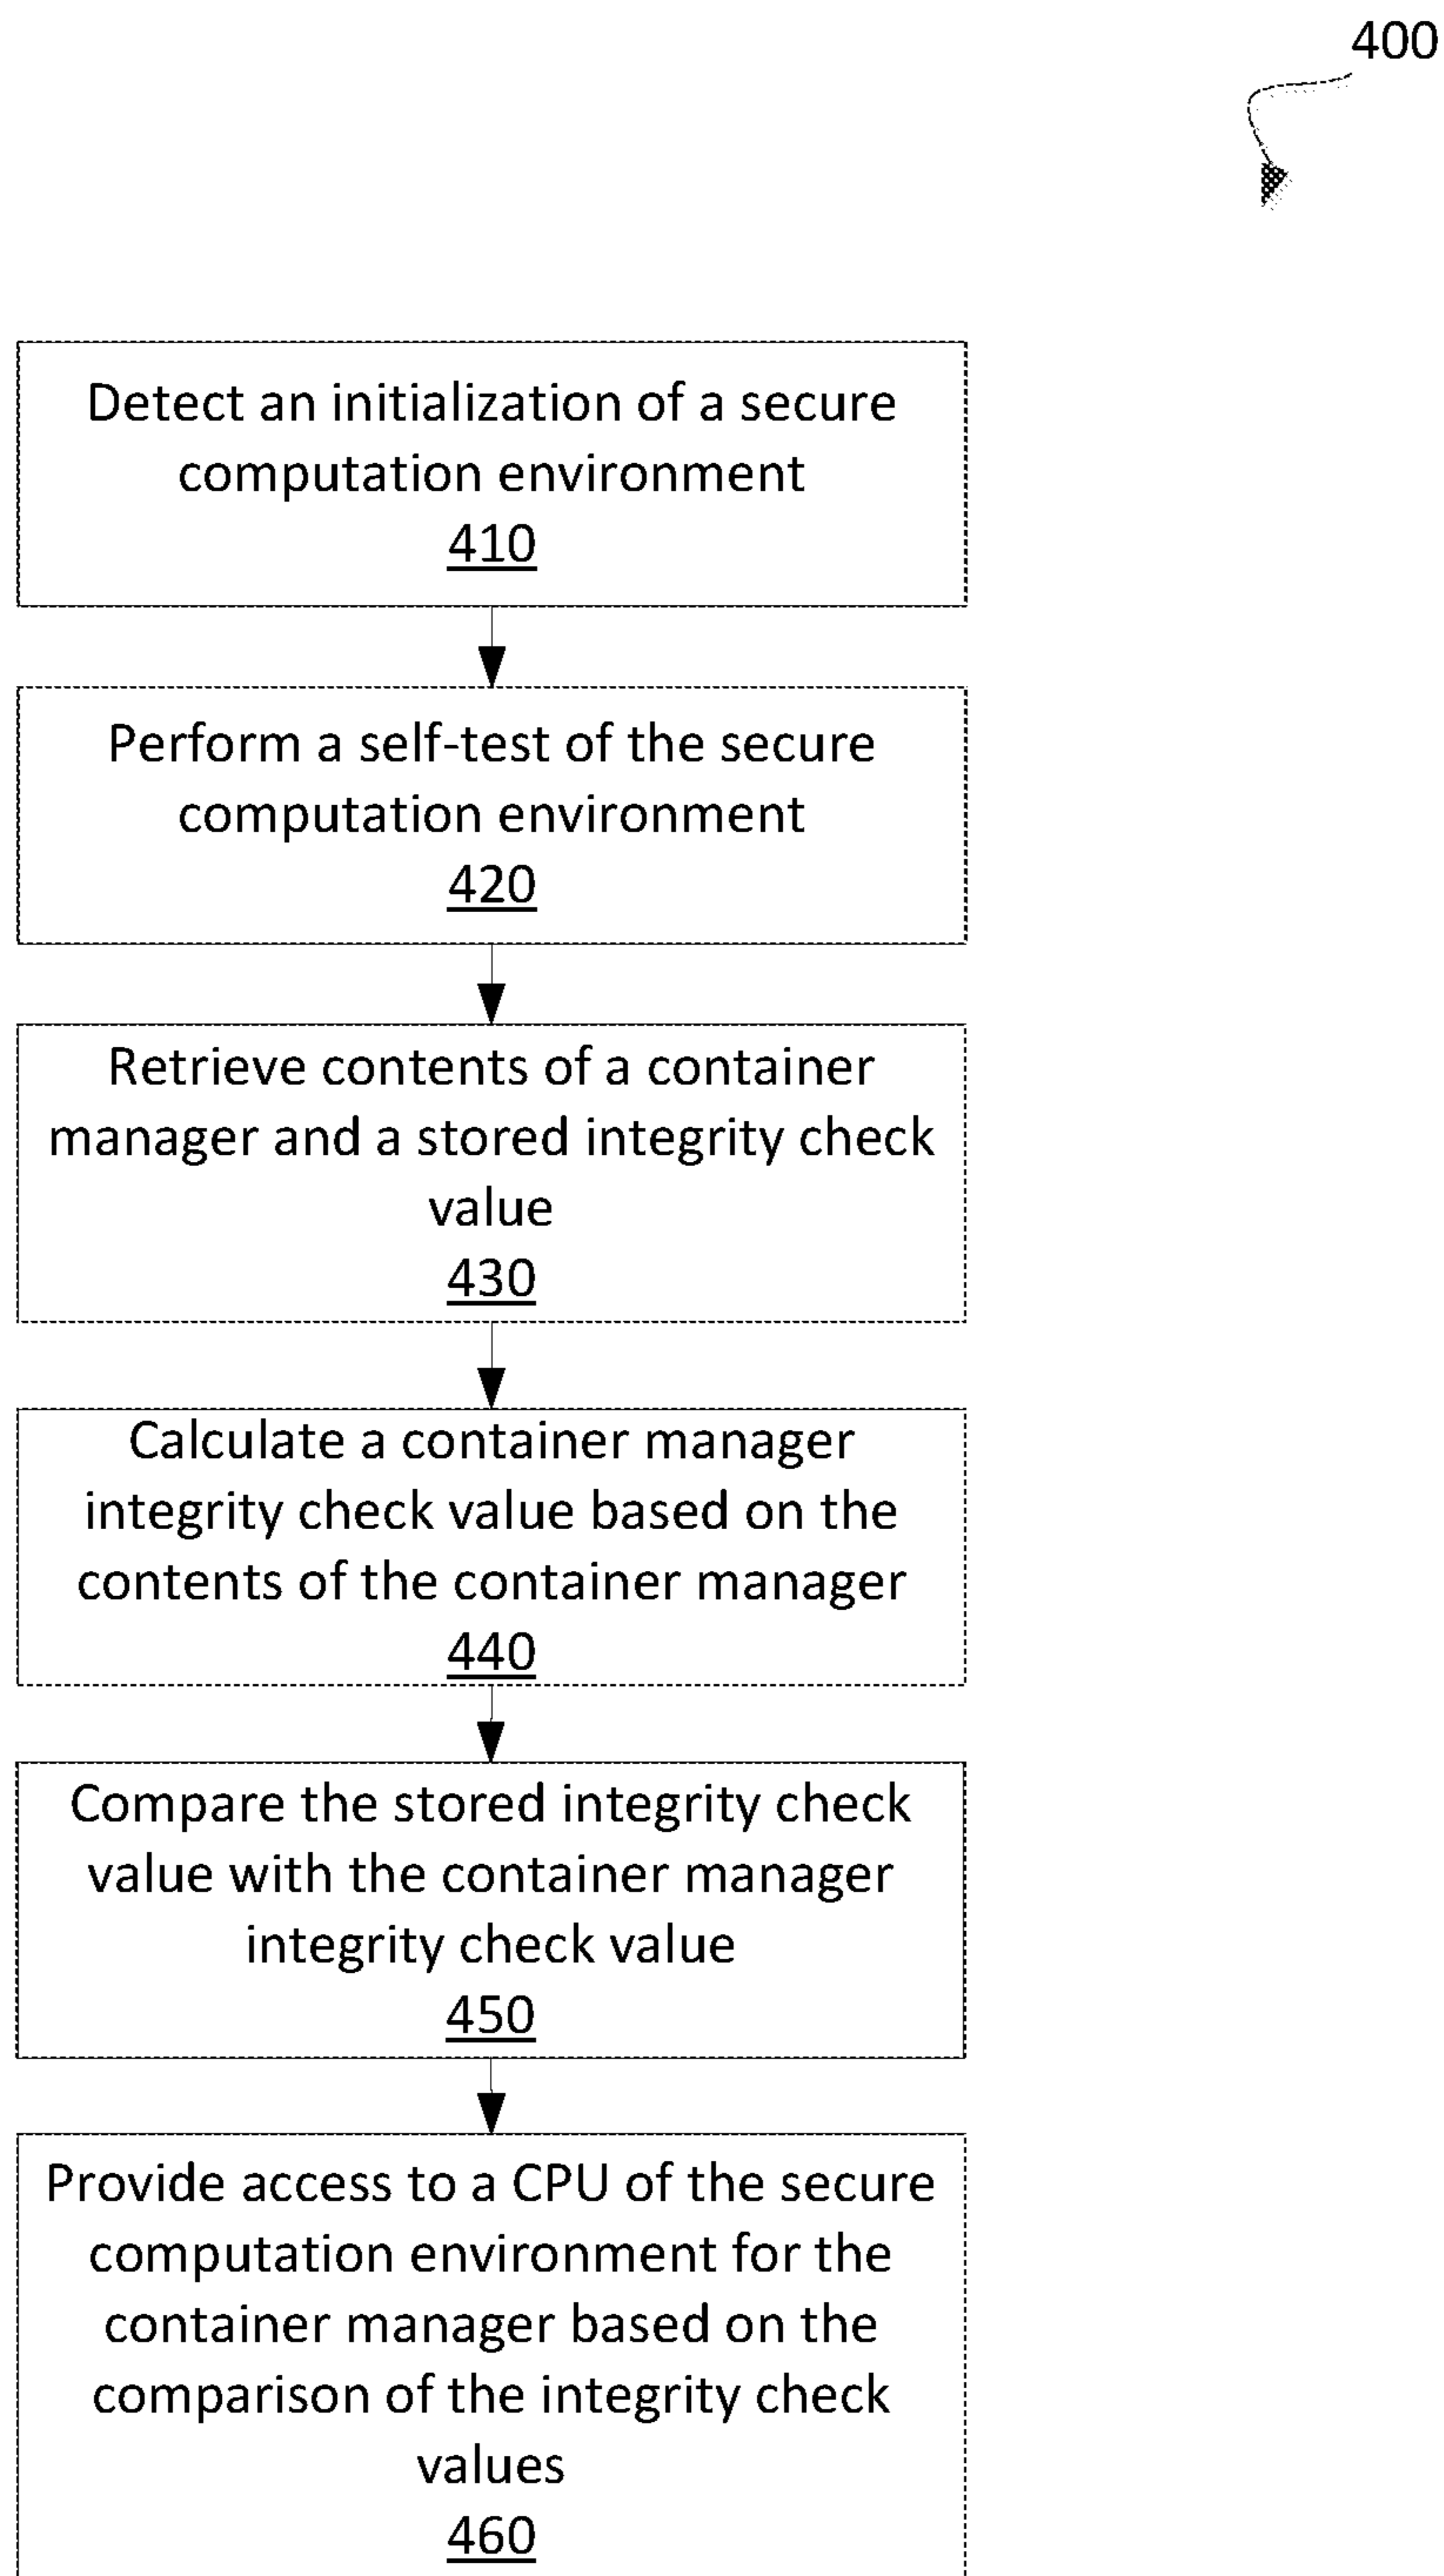 400
Detect an initialization of a secure
computation environment
410
Perform a self-test of the secure
computation environment
420
Retrieve contents of a container
manager and a stored integrity check
value
430
Calculate a container manager
integrity check value based on the
contents of the container manager
440
Compare the stored integrity check
value with the container manager
integrity check value
450
Provide access to a CPU of the secure
computation environment for the
container manager based on the
comparison of the integrity check
values
460